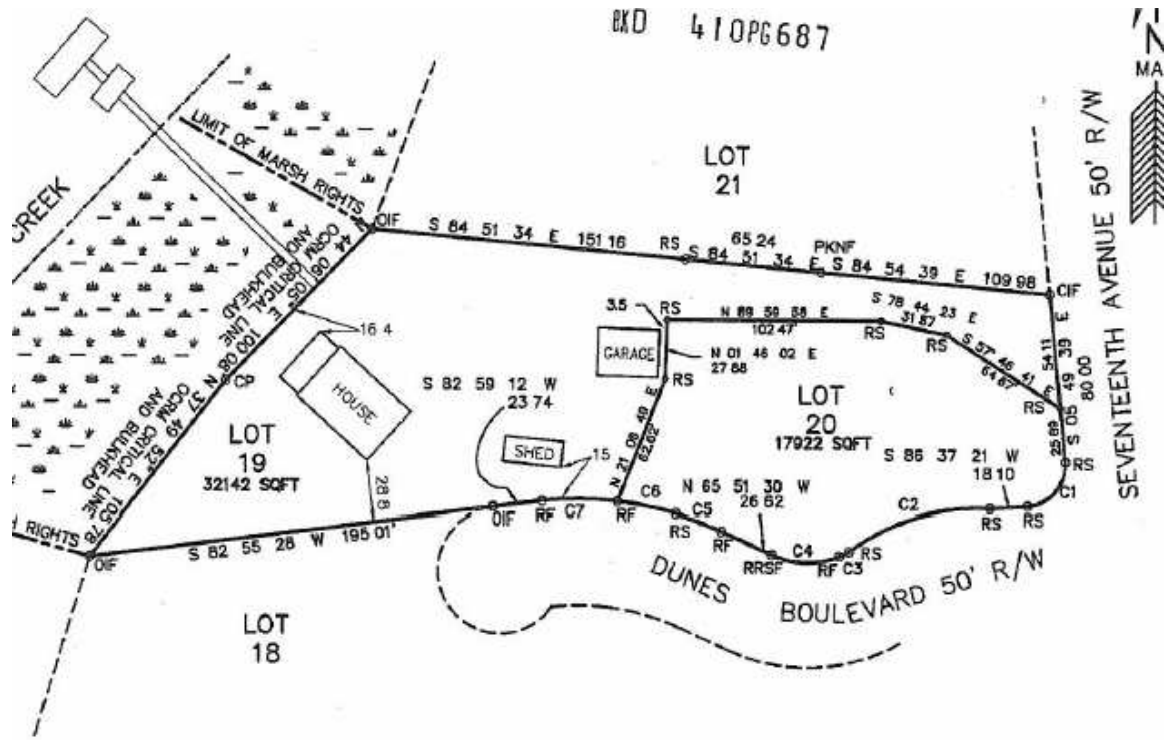 BKD 410PG687
N
MA
LIMIT OF MARSH RIGHTS
CREEK
LOT
21
SEVENTEENTH AVENUE 50' R/W
OIF
S 84 51 34 E 151 16
RS
65 24
S 84 51 34 E
PKNF
S 84 54 39 E 109 98
OIF
OCRM CRITICAL LINE
AND BULKHEAD
N 44 06 05" E 100 08
16 4
HOUSE
CP
3.5
RS
GARAGE
N 89 59 58 E
102 47'
RS
S 78 44 23 E
31 87
RS
S 57 46 41 E
64 87
RS
54 11
S 05 49 39 E
80 00
25 89
RS
N 01 46 02 E
27 88
RS
N 21 08 49 E
62.62'
S 82 59 12 W
23 74
LOT
20
17922 SQFT
S 86 37 21 W
18 10
LOT
19
32142 SQFT
SHED
15
28 8
N 37 49 52" E 105 78
OCRM CRITICAL LINE
AND BULKHEAD
RIGHTS
OIF
S 82 55 28 W 195 01'
OIF
RF
C7
RF
C6
N 65 51 30 W
26 62
C5
RS
RF
RRSF
C4
RF
C3
RS
C2
RS
RS
C1
DUNES
BOULEVARD 50' R/W
LOT
18